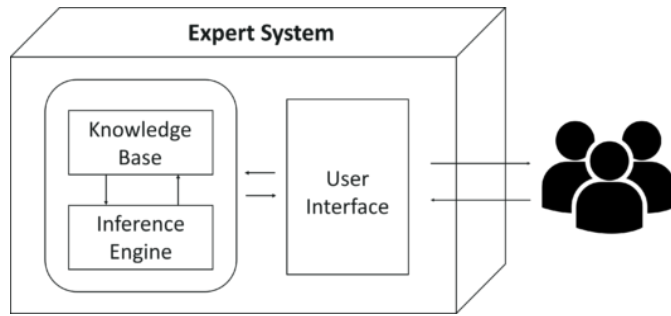 Expert System
Knowledge
Base
Inference
Engine
User
Interface